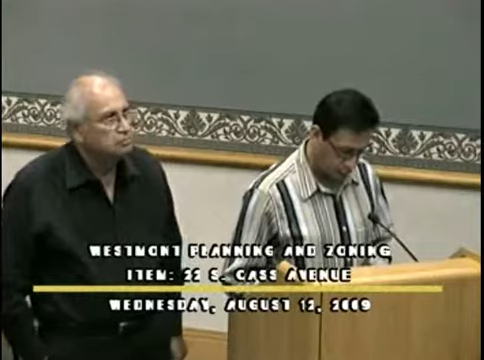 WESTMONT PLANNING AND ZONING
ITEM: 22 S. CASS AVENUE
WEDNESDAY, AUGUST 12, 2009